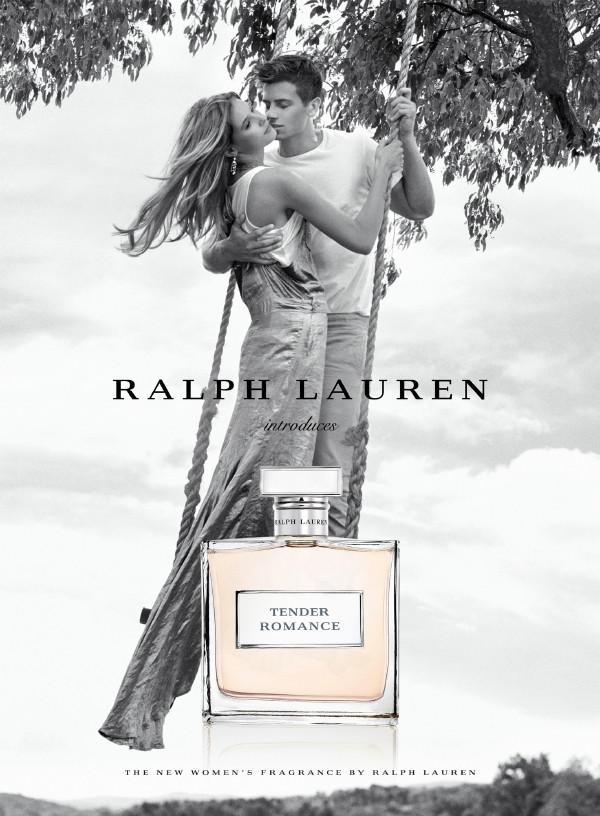 RALPH LAUREN
introduces
RALPH LAUREN
TENDER
ROMANCE
THE NEW WOMEN'S FRAGRANCE BY RALPH LAUREN